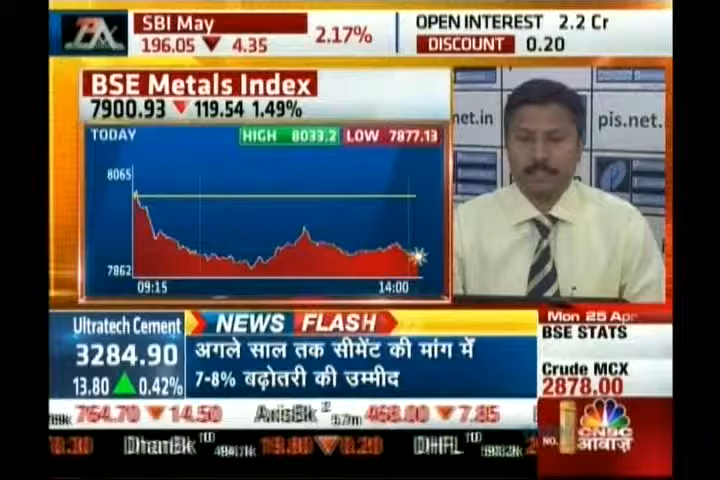 SBI May
196.05 ▼ 4.35 2.17%
OPEN INTEREST 2.2 Cr
DISCOUNT 0.20
BSE Metals Index
7900.93 ▼ 119.54 1.49%
TODAY HIGH 8033.2 LOW 7877.13
8065
7862
09:15 14:00
net.in
pis.net.
Ultratech Cement
3284.90
13.80 ▲ 0.42%
NEWS FLASH
अगले साल तक सीमेंट की मांग में
7-8% बढ़ोतरी की उम्मीद
Mon 25 Apr
BSE STATS
Crude MCX
2878.00
764.70 ▼ 14.50 AxisBk 468.00 ▼ 7.85
DhanBk DHFL
NO.
CNBC
आवाज़